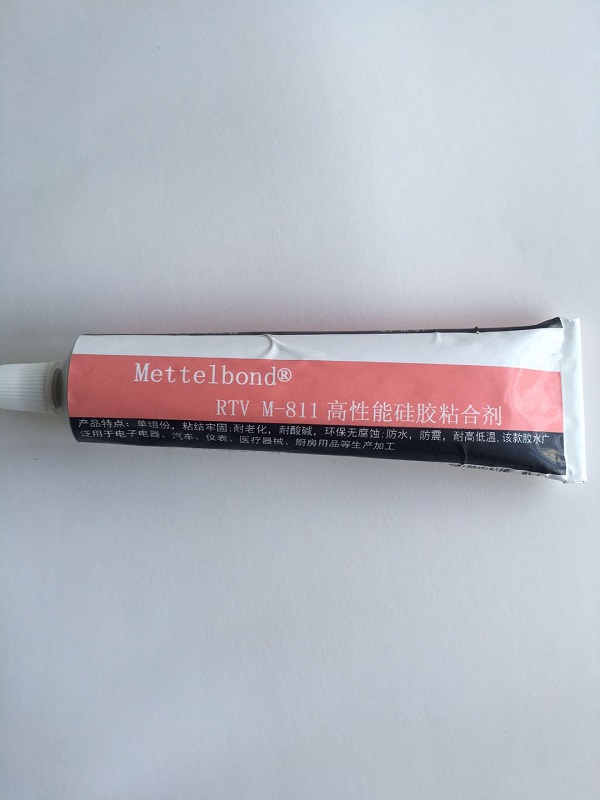 Mettelbond®
RTV M-811 高性能硅胶粘合剂
产品特点: 单组份, 粘结牢固;耐老化, 耐酸碱, 环保无腐蚀;防水, 防震, 耐高低温.该款胶水广
泛用于电子电器、汽车、仪表、医疗器械、厨房用品等生产加工